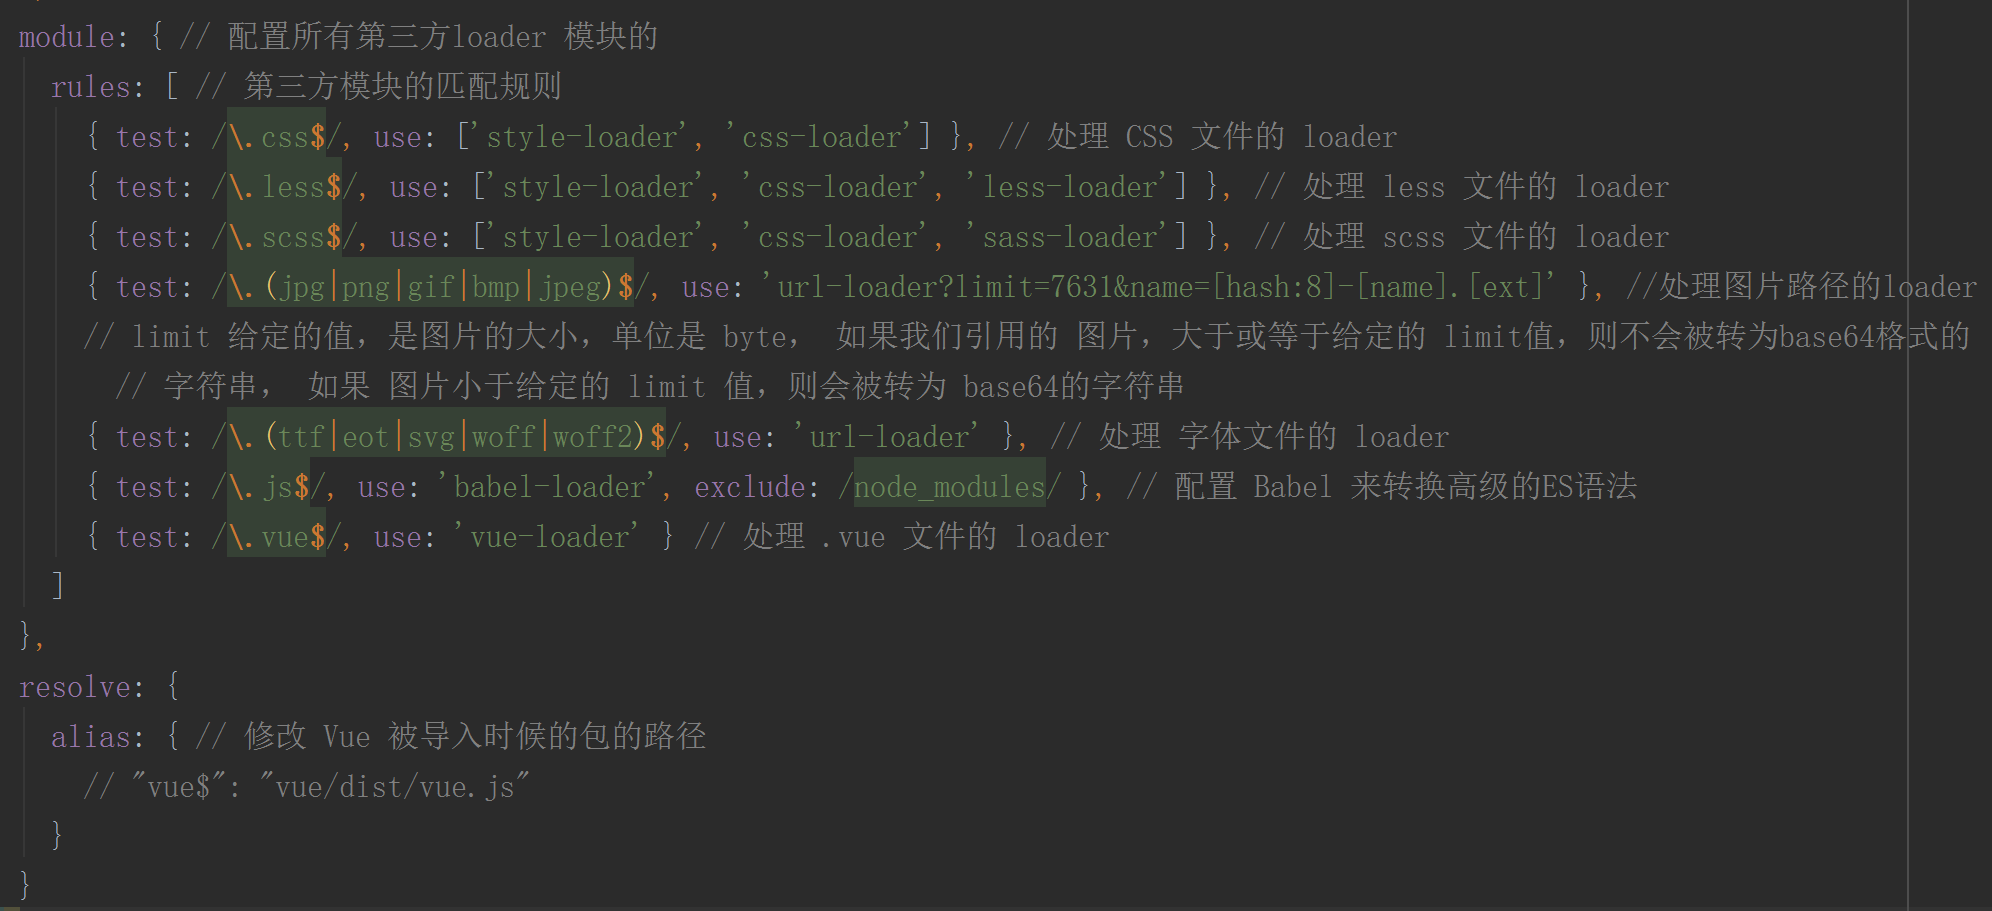 module: { // 配置所有第三方loader 模块的
rules: [ // 第三方模块的匹配规则
{ test: /\.css$/, use: ['style-loader', 'css-loader'] }, // 处理 CSS 文件的 loader
{ test: /\.less$/, use: ['style-loader', 'css-loader', 'less-loader'] }, // 处理 less 文件的 loader
{ test: /\.scss$/, use: ['style-loader', 'css-loader', 'sass-loader'] }, // 处理 scss 文件的 loader
{ test: /\.(jpg|png|gif|bmp|jpeg)$/, use: 'url-loader?limit=7631&name=[hash:8]-[name].[ext]' }, //处理图片路径的loader
// limit 给定的值，是图片的大小，单位是 byte， 如果我们引用的 图片，大于或等于给定的 limit值，则不会被转为base64格式的
// 字符串， 如果 图片小于给定的 limit 值，则会被转为 base64的字符串
{ test: /\.(ttf|eot|svg|woff|woff2)$/, use: 'url-loader' }, // 处理 字体文件的 loader
{ test: /\.js$/, use: 'babel-loader', exclude: /node_modules/ }, // 配置 Babel 来转换高级的ES语法
{ test: /\.vue$/, use: 'vue-loader' } // 处理 .vue 文件的 loader
]
},
resolve: {
alias: { // 修改 Vue 被导入时候的包的路径
// "vue$": "vue/dist/vue.js"
}
}